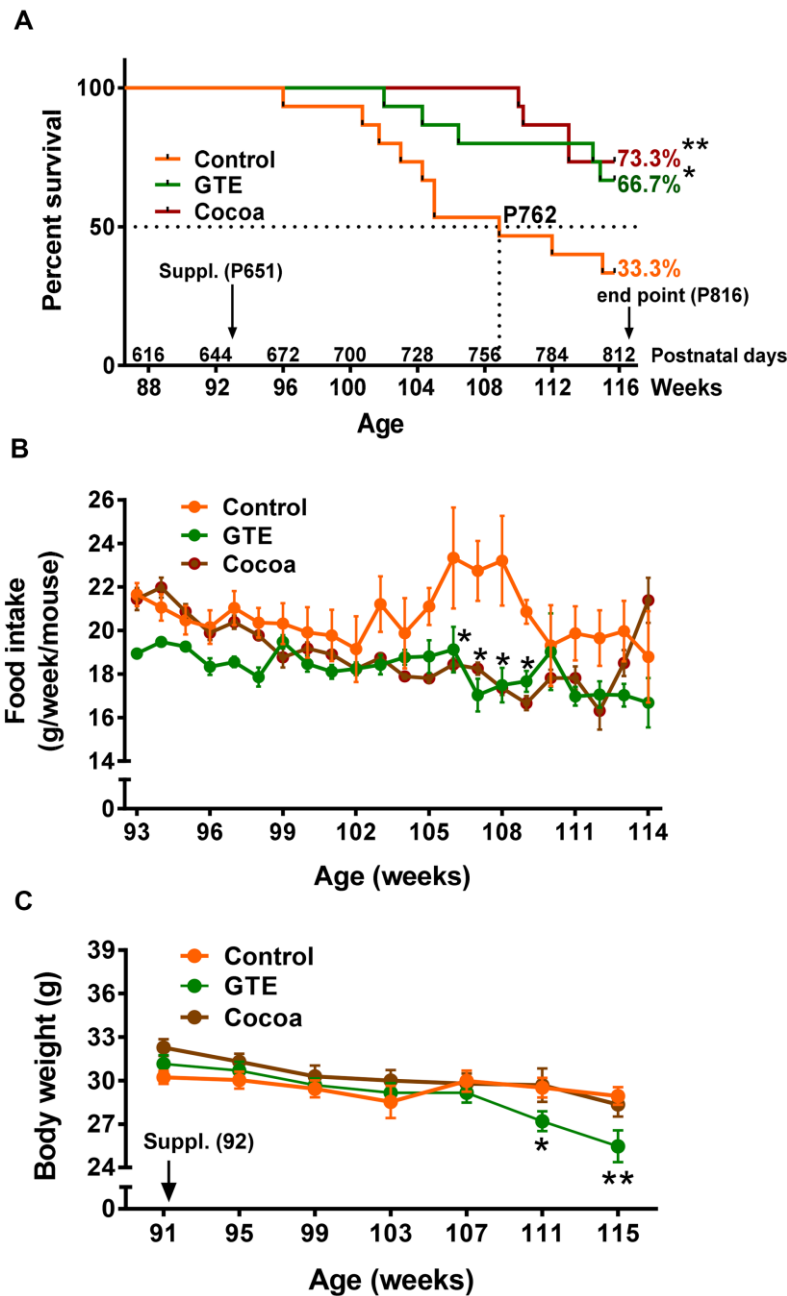 A
Percent survival
100
50
0
Control
GTE
Cocoa
73.3%**
66.7%*
33.3%
P762
Suppl. (P651)
end point (P816)
616 644 672 700 728 756 784 812 Postnatal days
88 92 96 100 104 108 112 116 Weeks
Age
B
Food intake
(g/week/mouse)
26
24
22
20
18
16
14
0
Control
GTE
Cocoa
* * * *
93 96 99 102 105 108 111 114
Age (weeks)
C
Body weight (g)
39
36
33
30
27
24
0
Control
GTE
Cocoa
Suppl. (92)
*
**
91 95 99 103 107 111 115
Age (weeks)